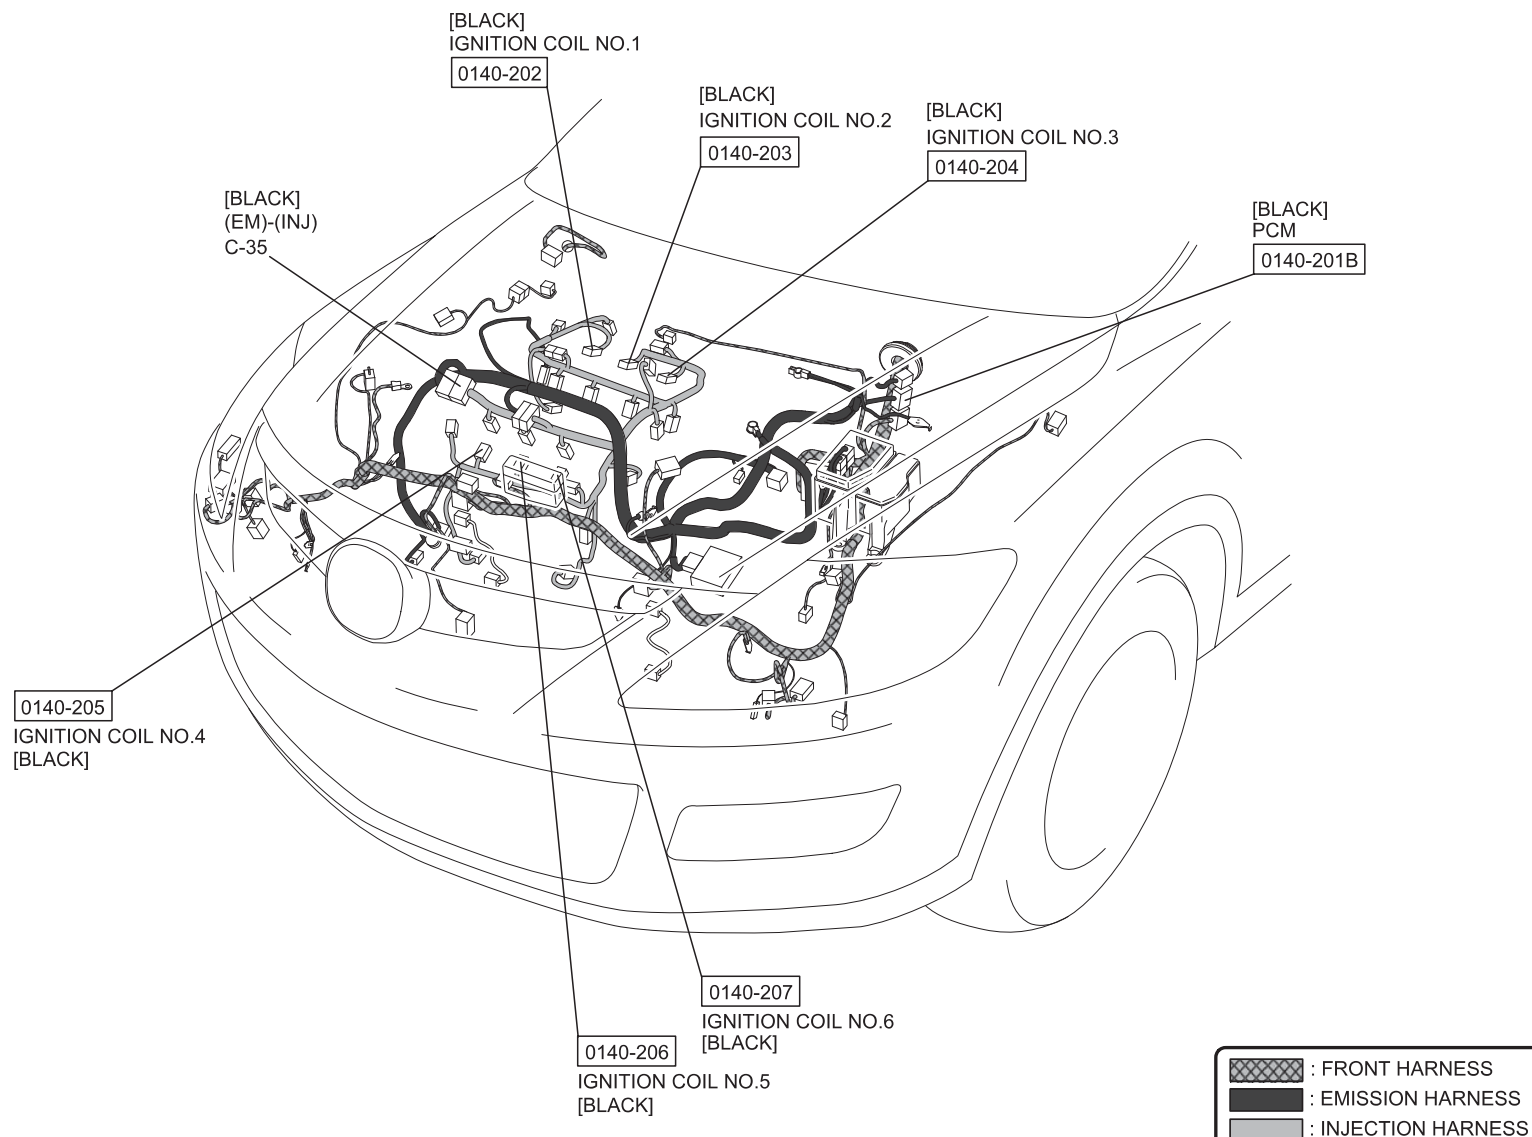 [BLACK]
IGNITION COIL NO.1
0140-202
[BLACK]
IGNITION COIL NO.2
0140-203
[BLACK]
IGNITION COIL NO.3
0140-204
[BLACK]
(EM)-(INJ)
C-35
[BLACK]
PCM
0140-201B
0140-205
IGNITION COIL NO.4
[BLACK]
0140-207
IGNITION COIL NO.6
[BLACK]
0140-206
IGNITION COIL NO.5
[BLACK]
: FRONT HARNESS
: EMISSION HARNESS
: INJECTION HARNESS